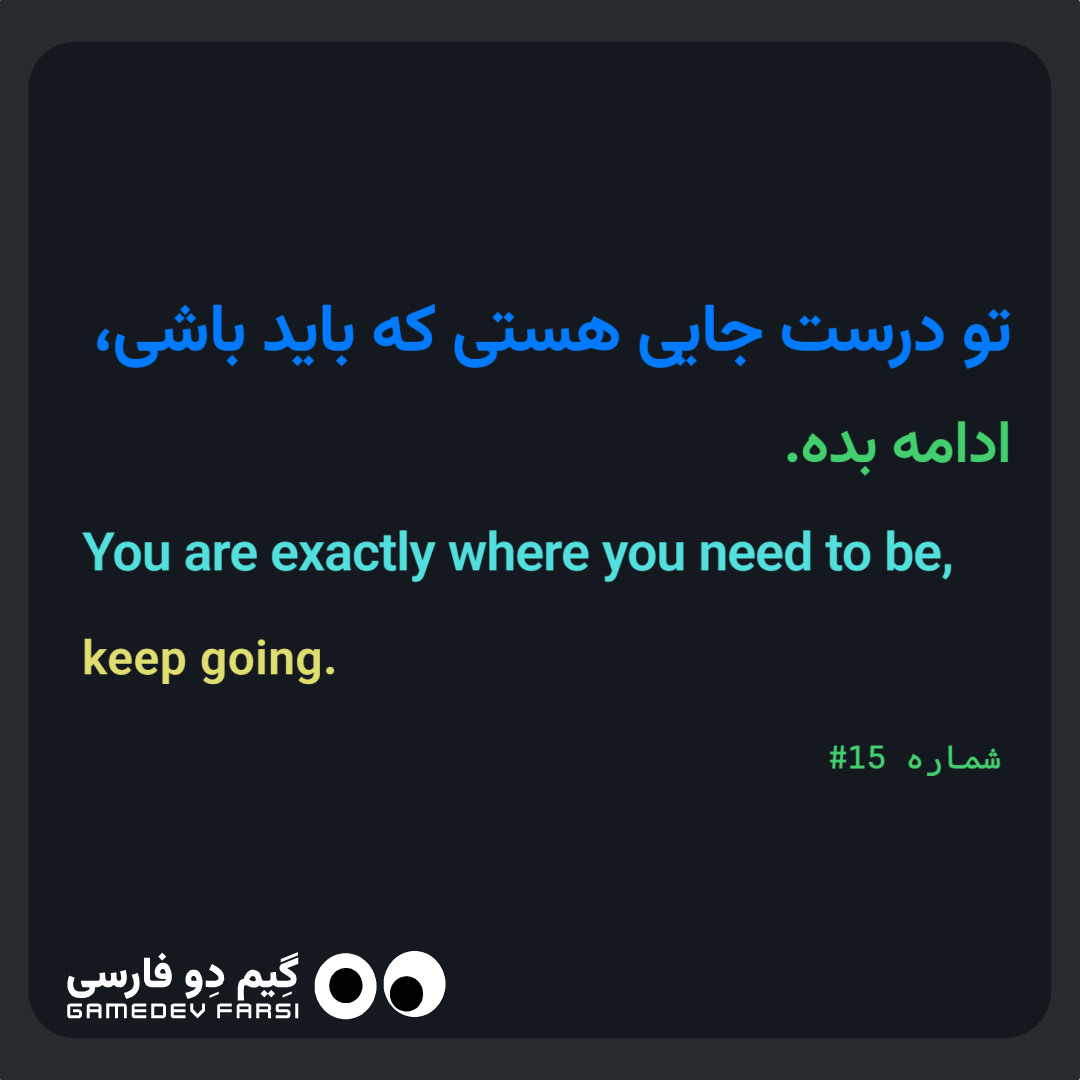 تو درست جایی هستی که باید باشی،
ادامه بده.
You are exactly where you need to be,
keep going.
شماره #15
گِیم دِو فارسی
GAMEDEV FARSI